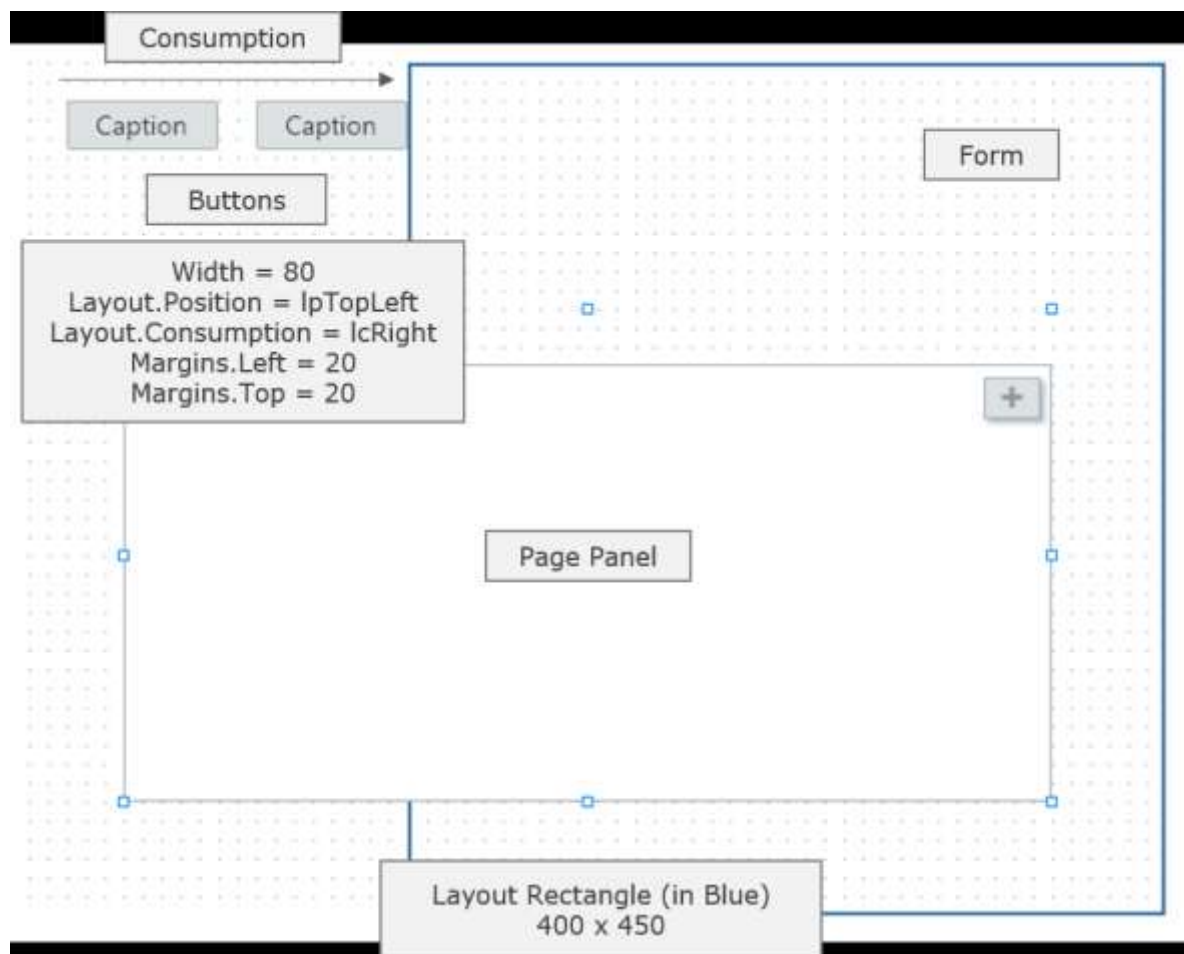 Consumption
Caption
Caption
Form
Buttons
Width = 80
Layout.Position = lpTopLeft
Layout.Consumption = lcRight
Margins.Left = 20
Margins.Top = 20
Page Panel
Layout Rectangle (in Blue)
400 x 450